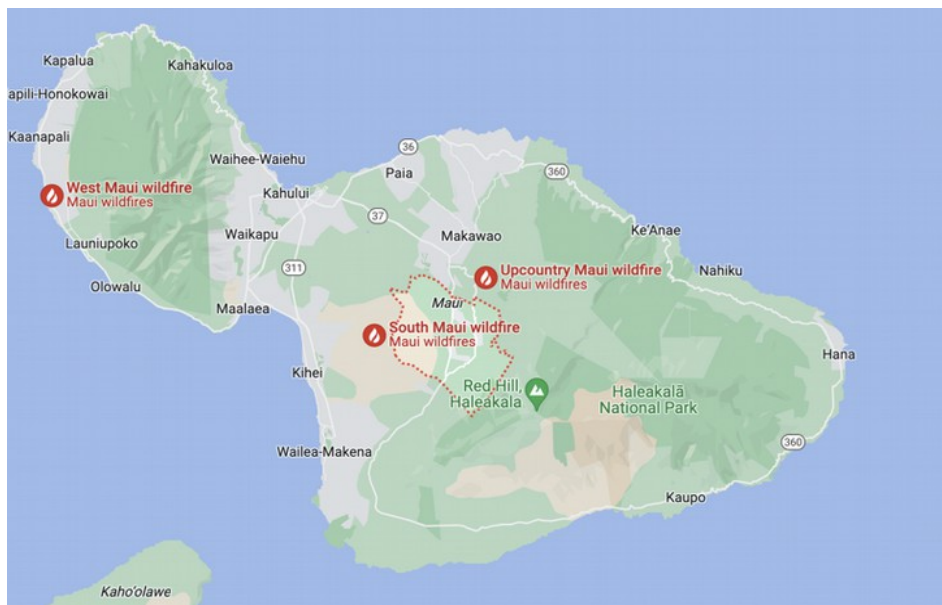 Kapalua
Kahakuloa
apili-Honokowai
Kaanapali
36
Waihee-Waiehu
Paia
360
West Maui wildfire
Maui wildfires
Kahului
37
Launiupoko
Waikapu
Makawao
Ke'Anae
311
Upcountry Maui wildfire
Maui wildfires
Nahiku
Olowalu
Maalaea
Maui
South Maui wildfire
Maui wildfires
Hana
Kihei
Red Hill,
Haleakala
Haleakalā
National Park
Wailea-Makena
360
Kaupo
Kahoʻolawe